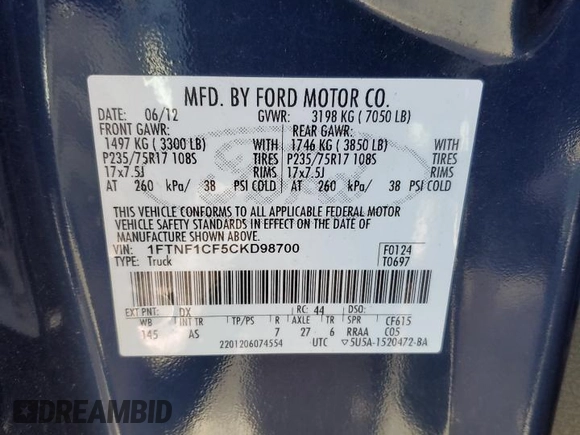 MFD. BY FORD MOTOR CO.
DATE: 06/12 GVWR: 3198 KG ( 7050 LB)
FRONT GAWR: REAR GAWR:
1497 KG ( 3300 LB) WITH 1746 KG ( 3850 LB) WITH
P235/75R17 108S TIRES P235/75R17 108S TIRES
17x7.5J RIMS 17x7.5J RIMS
AT 260 kPa/ 38 PSI COLD AT 260 kPa/ 38 PSI COLD
THIS VEHICLE CONFORMS TO ALL APPLICABLE FEDERAL MOTOR
VEHICLE SAFETY STANDARDS IN EFFECT ON THE DATE OF
MANUFACTURE SHOWN ABOVE.
VIN: 1FTNF1CF5CKD98700 F0124
TYPE: Truck T0697
EXT PNT: DX RC: 44 DSO:
WB INT TR TP/PS R AXLE TR SPR CF615
145 AS 7 27 6 RRAA C05
2201206074554 UTC ▽5U5A-1520472-BA
DREAMBID